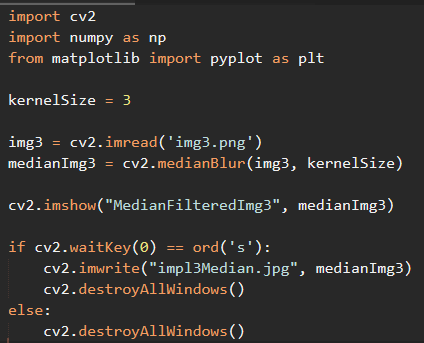 import cv2
import numpy as np
from matplotlib import pyplot as plt

kernelSize = 3

img3 = cv2.imread('img3.png')
medianImg3 = cv2.medianBlur(img3, kernelSize)

cv2.imshow("MedianFilteredImg3", medianImg3)

if cv2.waitKey(0) == ord('s'):
    cv2.imwrite("impl3Median.jpg", medianImg3)
    cv2.destroyAllWindows()
else:
    cv2.destroyAllWindows()